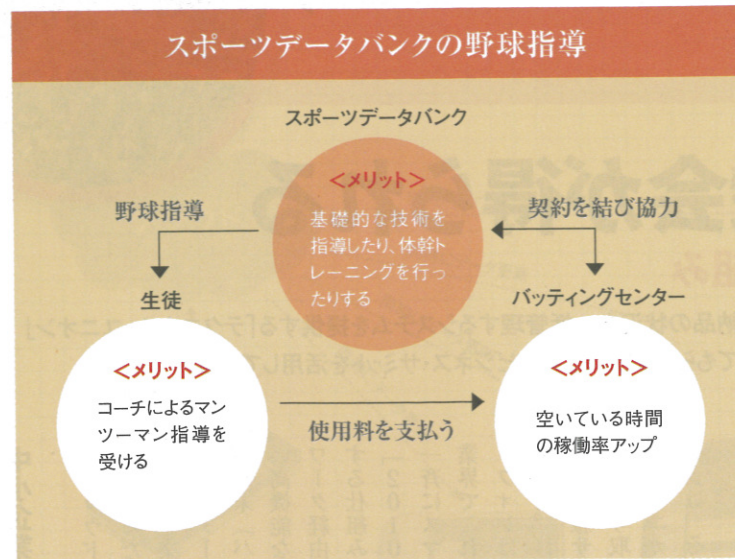 スポーツデータバンクの野球指導
スポーツデータバンク
<メリット>
基礎的な技術を
指導したり、体幹ト
レーニングを行っ
たりする
野球指導
契約を結び協力
生徒
バッティングセンター
<メリット>
コーチによるマン
ツーマン指導を
受ける
使用料を支払う
<メリット>
空いている時間
の稼働率アップ